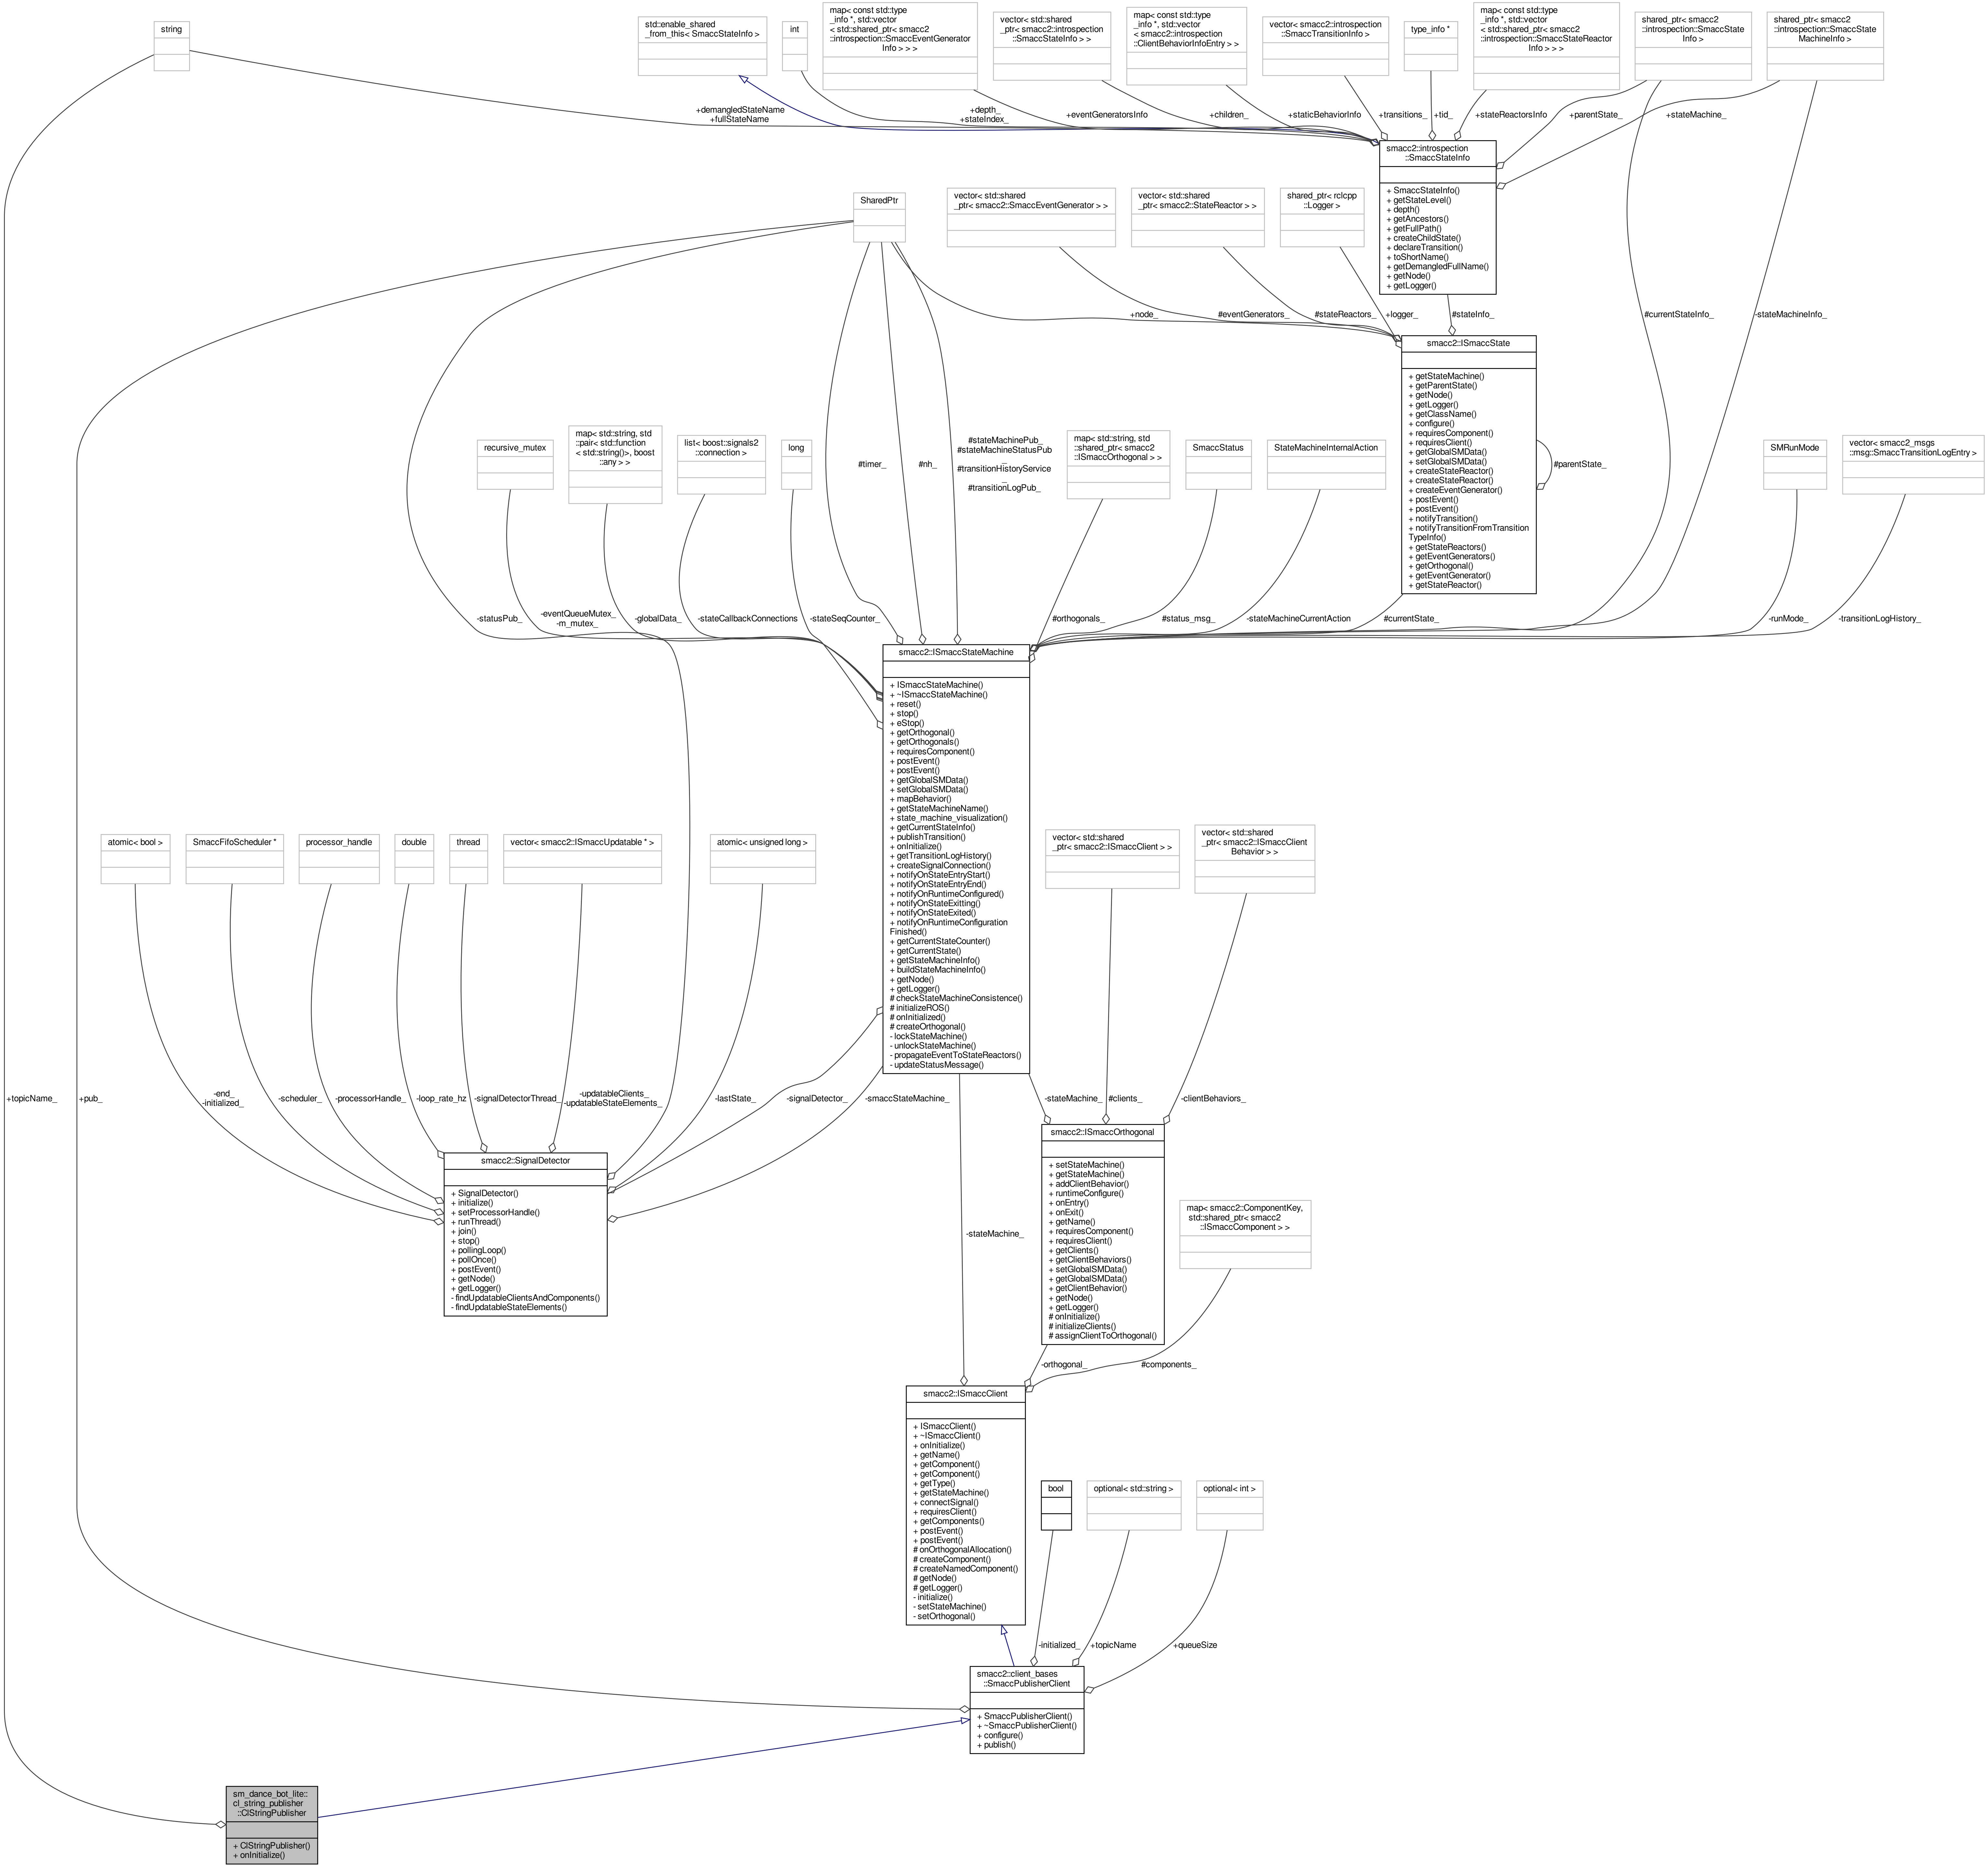 string
std::enable_shared
_from_this< SmaccStateInfo >
int
map< const std::type
_info *, std::vector
< std::shared_ptr< smacc2
::introspection::SmaccEventGenerator
Info > > >
vector< std::shared
_ptr< smacc2::introspection
::SmaccStateInfo > >
map< const std::type
_info *, std::vector
< smacc2::introspection
::ClientBehaviorInfoEntry > >
vector< smacc2::introspection
::SmaccTransitionInfo >
type_info *
map< const std::type
_info *, std::vector
< std::shared_ptr< smacc2
::introspection::SmaccStateReactor
Info > > >
shared_ptr< smacc2
::introspection::SmaccState
Info >
shared_ptr< smacc2
::introspection::SmaccState
MachineInfo >
+demangledStateName
+fullStateName
+depth_
+stateIndex_
+eventGeneratorsInfo
+children_
+staticBehaviorInfo
+transitions_
+tid_
+stateReactorsInfo
+parentState_
+stateMachine_
smacc2::introspection
::SmaccStateInfo
+ SmaccStateInfo()
+ getStateLevel()
+ depth()
+ getAncestors()
+ getFullPath()
+ createChildState()
+ declareTransition()
+ toShortName()
+ getDemangledFullName()
+ getNode()
+ getLogger()
SharedPtr
vector< std::shared
_ptr< smacc2::SmaccEventGenerator > >
vector< std::shared
_ptr< smacc2::StateReactor > >
shared_ptr< rclcpp
::Logger >
+node_
#eventGenerators_
#stateReactors_
+logger_
#stateInfo_
#currentStateInfo_
-stateMachineInfo_
smacc2::ISmaccState
+ getStateMachine()
+ getParentState()
+ getNode()
+ getLogger()
+ getClassName()
+ configure()
+ requiresComponent()
+ requiresClient()
+ getGlobalSMData()
+ setGlobalSMData()
+ createStateReactor()
+ createStateReactor()
+ createEventGenerator()
+ postEvent()
+ postEvent()
+ notifyTransition()
+ notifyTransitionFromTransition
TypeInfo()
+ getStateReactors()
+ getEventGenerators()
+ getOrthogonal()
+ getEventGenerator()
+ getStateReactor()
#parentState_
recursive_mutex
map< std::string, std
::pair< std::function
< std::string()>, boost
::any > >
list< boost::signals2
::connection >
long
#timer_
#nh_
#stateMachinePub_
#stateMachineStatusPub
_
#transitionHistoryService
_
#transitionLogPub_
map< std::string, std
::shared_ptr< smacc2
::ISmaccOrthogonal > >
SmaccStatus
StateMachineInternalAction
SMRunMode
vector< smacc2_msgs
::msg::SmaccTransitionLogEntry >
-statusPub_
-eventQueueMutex_
-m_mutex_
-globalData_
-stateCallbackConnections
-stateSeqCounter_
#orthogonals_
#status_msg_
-stateMachineCurrentAction
#currentState_
-runMode_
-transitionLogHistory_
smacc2::ISmaccStateMachine
+ ISmaccStateMachine()
+ ~ISmaccStateMachine()
+ reset()
+ stop()
+ eStop()
+ getOrthogonal()
+ getOrthogonals()
+ requiresComponent()
+ postEvent()
+ postEvent()
+ getGlobalSMData()
+ setGlobalSMData()
+ mapBehavior()
+ getStateMachineName()
+ state_machine_visualization()
+ getCurrentStateInfo()
+ publishTransition()
+ onInitialize()
+ getTransitionLogHistory()
+ createSignalConnection()
+ notifyOnStateEntryStart()
+ notifyOnStateEntryEnd()
+ notifyOnRuntimeConfigured()
+ notifyOnStateExitting()
+ notifyOnStateExited()
+ notifyOnRuntimeConfiguration
Finished()
+ getCurrentStateCounter()
+ getCurrentState()
+ getStateMachineInfo()
+ buildStateMachineInfo()
+ getNode()
+ getLogger()
# checkStateMachineConsistence()
# initializeROS()
# onInitialized()
# createOrthogonal()
- lockStateMachine()
- unlockStateMachine()
- propagateEventToStateReactors()
- updateStatusMessage()
atomic< bool >
SmaccFifoScheduler *
processor_handle
double
thread
vector< smacc2::ISmaccUpdatable * >
atomic< unsigned long >
vector< std::shared
_ptr< smacc2::ISmaccClient > >
vector< std::shared
_ptr< smacc2::ISmaccClient
Behavior > >
+topicName_
+pub_
-end_
-initialized_
-scheduler_
-processorHandle_
-loop_rate_hz
-signalDetectorThread_
-updatableClients_
-updatableStateElements_
-lastState_
-signalDetector_
-smaccStateMachine_
-stateMachine_
#clients_
-clientBehaviors_
smacc2::SignalDetector
+ SignalDetector()
+ initialize()
+ setProcessorHandle()
+ runThread()
+ join()
+ stop()
+ pollingLoop()
+ pollOnce()
+ postEvent()
+ getNode()
+ getLogger()
- findUpdatableClientsAndComponents()
- findUpdatableStateElements()
smacc2::ISmaccOrthogonal
+ setStateMachine()
+ getStateMachine()
+ addClientBehavior()
+ runtimeConfigure()
+ onEntry()
+ onExit()
+ getName()
+ requiresComponent()
+ requiresClient()
+ getClients()
+ getClientBehaviors()
+ setGlobalSMData()
+ getGlobalSMData()
+ getClientBehavior()
+ getNode()
+ getLogger()
# onInitialize()
# initializeClients()
# assignClientToOrthogonal()
map< smacc2::ComponentKey,
std::shared_ptr< smacc2
::ISmaccComponent > >
-stateMachine_
-orthogonal_
#components_
smacc2::ISmaccClient
+ ISmaccClient()
+ ~ISmaccClient()
+ onInitialize()
+ getName()
+ getComponent()
+ getComponent()
+ getType()
+ getStateMachine()
+ connectSignal()
+ requiresClient()
+ getComponents()
+ postEvent()
+ postEvent()
# onOrthogonalAllocation()
# createComponent()
# createNamedComponent()
# getNode()
# getLogger()
- initialize()
- setStateMachine()
- setOrthogonal()
bool
optional< std::string >
optional< int >
-initialized_
+topicName
+queueSize
smacc2::client_bases
::SmaccPublisherClient
+ SmaccPublisherClient()
+ ~SmaccPublisherClient()
+ configure()
+ publish()
sm_dance_bot_lite::
cl_string_publisher
::ClStringPublisher
+ ClStringPublisher()
+ onInitialize()